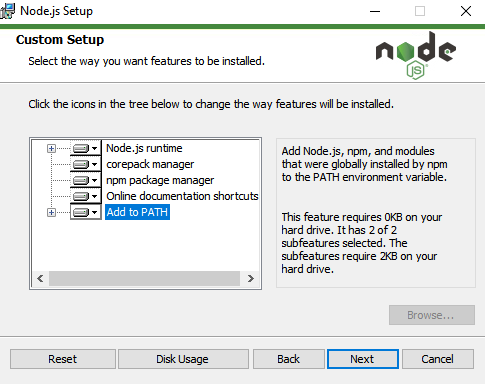 Node.js Setup
Custom Setup
Select the way you want features to be installed.
node
JS
Click the icons in the tree below to change the way features will be installed.
Node.js runtime
corepack manager
npm package manager
Online documentation shortcuts
Add to PATH
Add Node.js, npm, and modules
that were globally installed by npm
to the PATH environment variable.
This feature requires 0KB on your
hard drive. It has 2 of 2
subfeatures selected. The
subfeatures require 2KB on your
hard drive.
Browse...
Reset Disk Usage Back Next Cancel